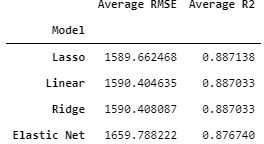 Average RMSE Average R2
Model
Lasso 1589.662468 0.887138
Linear 1590.404635 0.887033
Ridge 1590.408087 0.887033
Elastic Net 1659.788222 0.876740